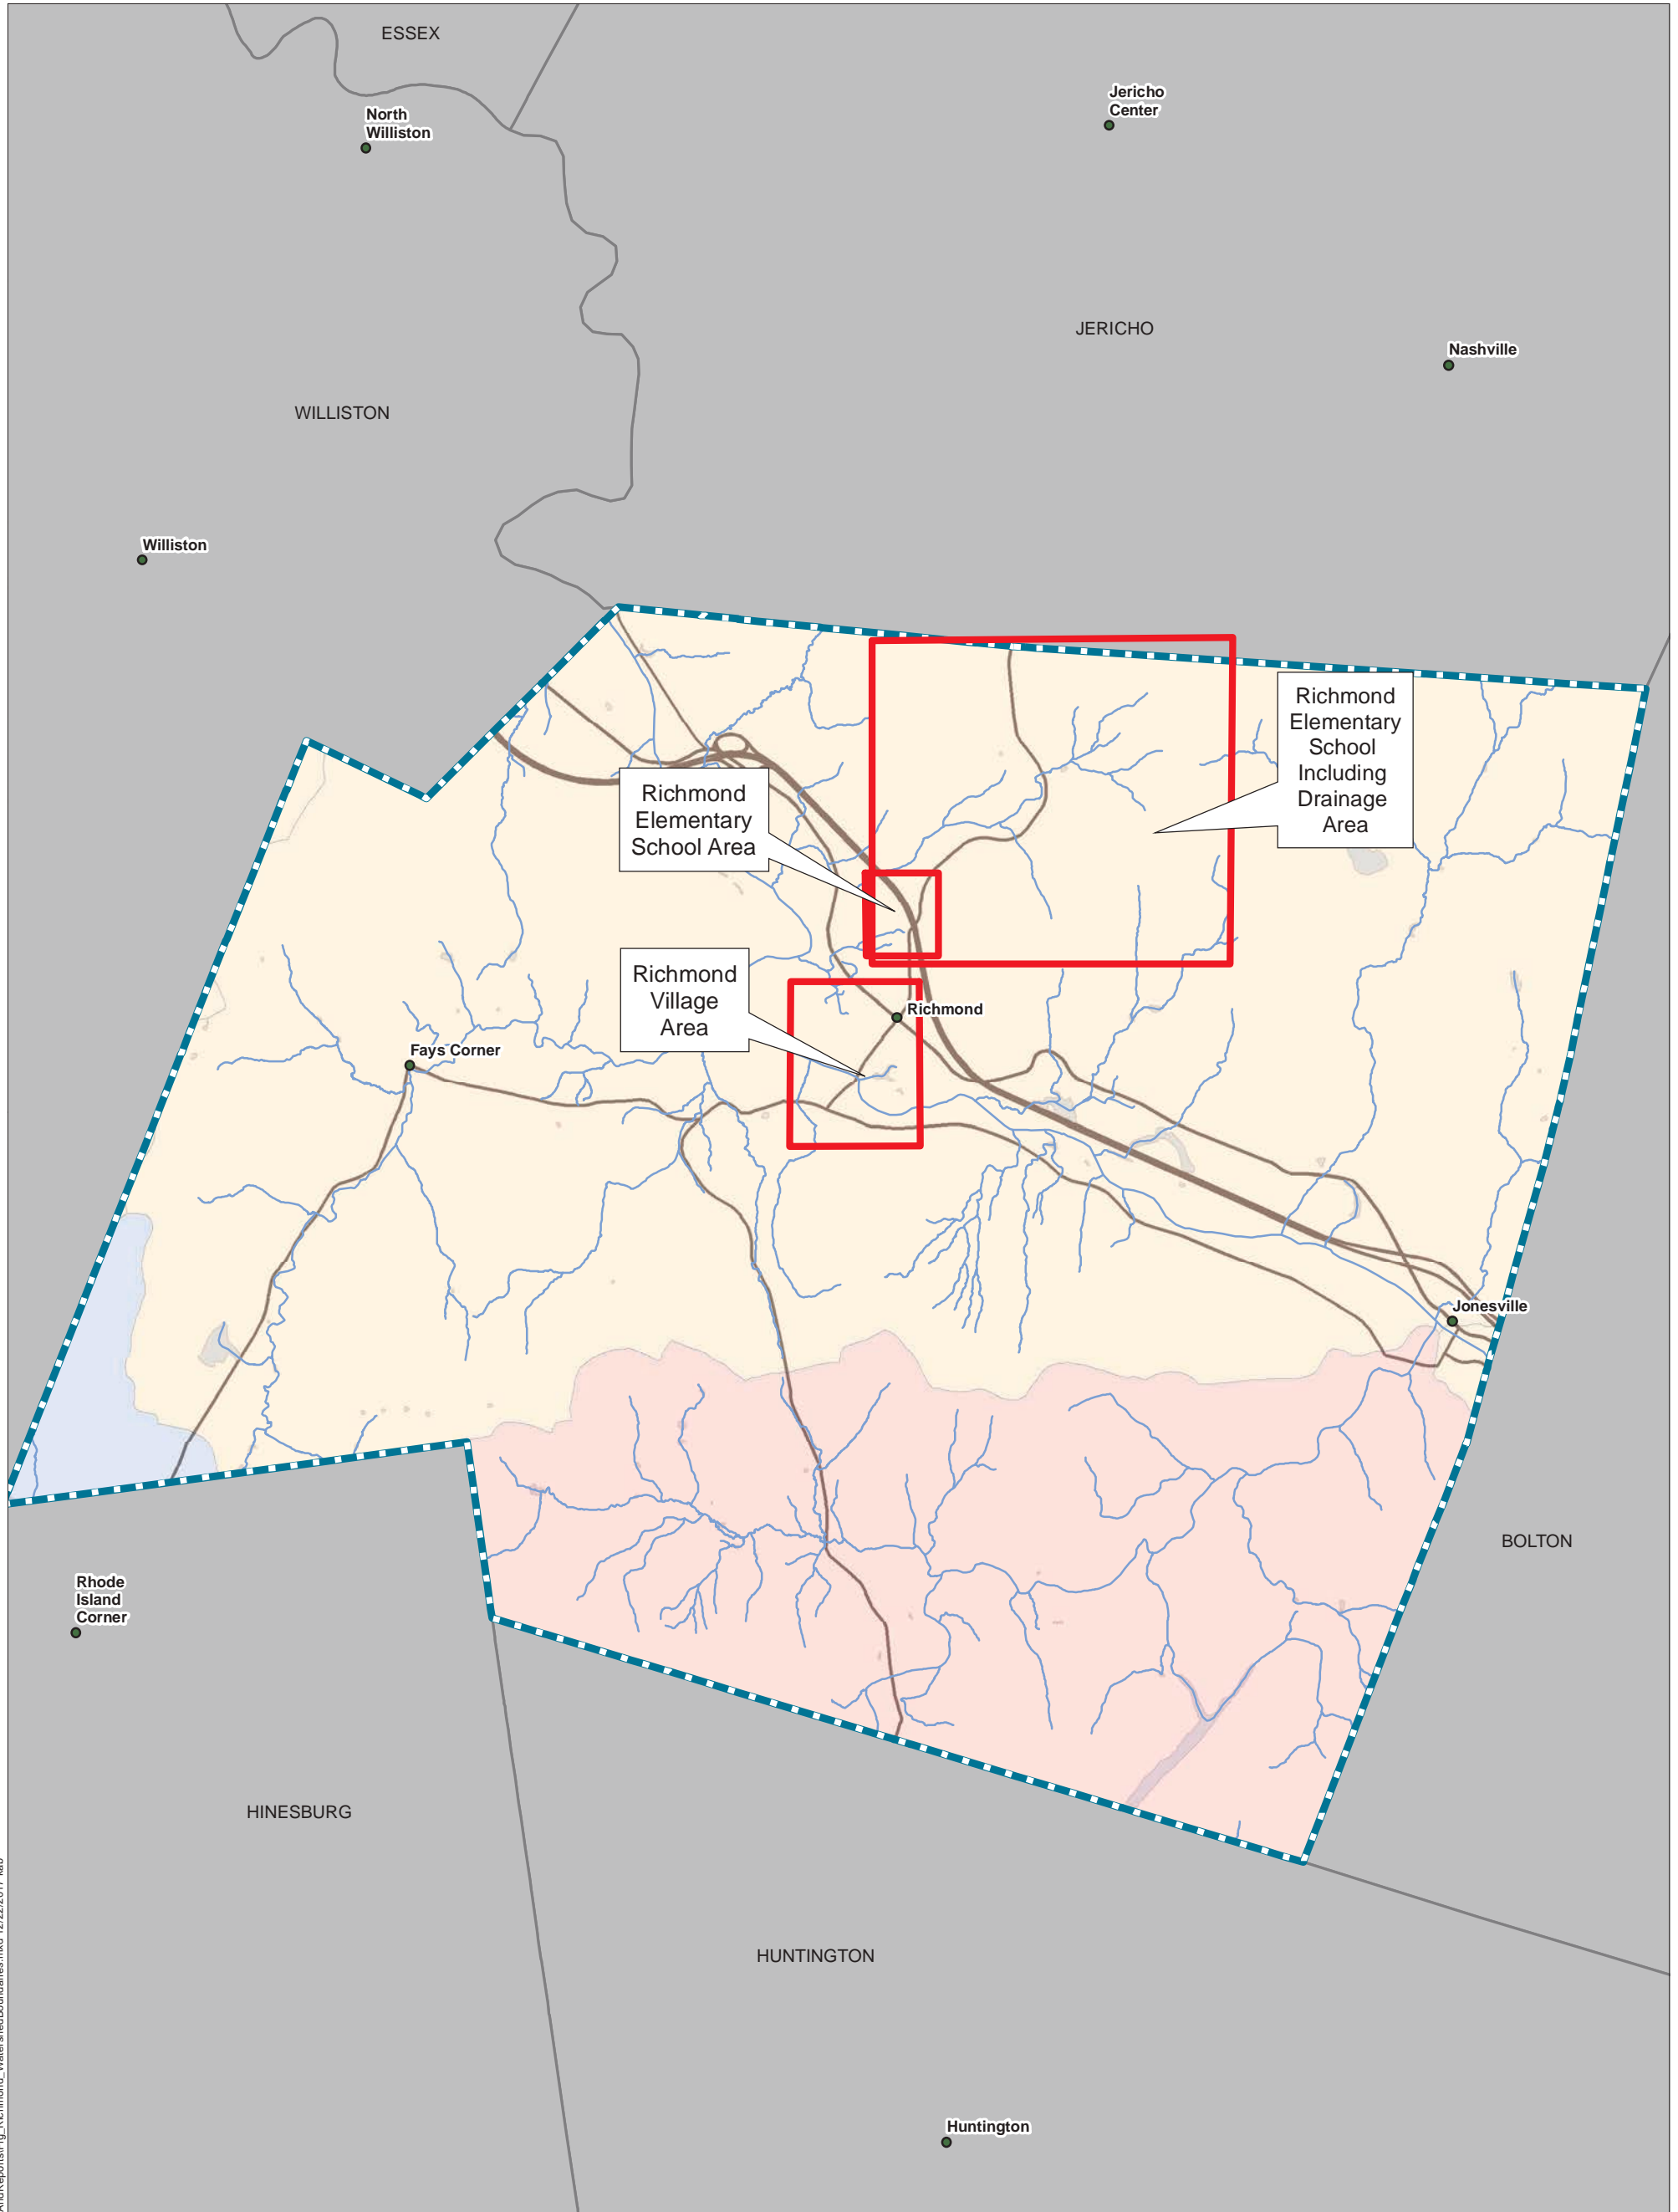 ESSEX
Jericho
Center
North
Williston
JERICHO
Nashville
WILLISTON
Williston
Richmond
Elementary
School
Including
Drainage
Area
Richmond
Elementary
School Area
Richmond
Village
Area
Richmond
Fays Corner
Jonesville
BOLTON
Rhode
Island
Corner
HINESBURG
HUNTINGTON
Huntington